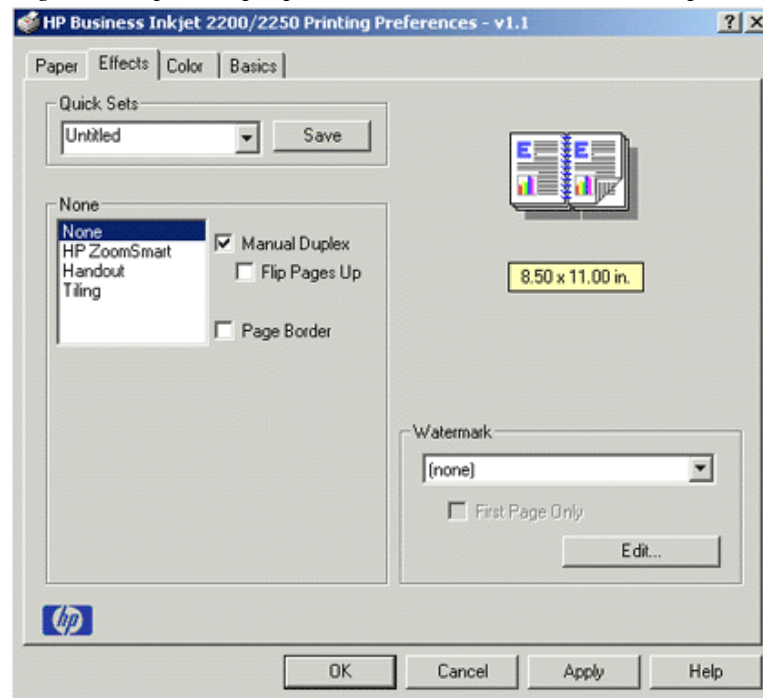 HP Business Inkjet 2200/2250 Printing Preferences - v1.1
Paper Effects Color Basics
Quick Sets
Untitled Save
None
None
HP ZoomSmart
Handout
Tiling
Manual Duplex
Flip Pages Up
Page Border
E E
8.50 x 11.00 in.
Watermark
(none)
First Page Only
Edit...
hp
OK Cancel Apply Help